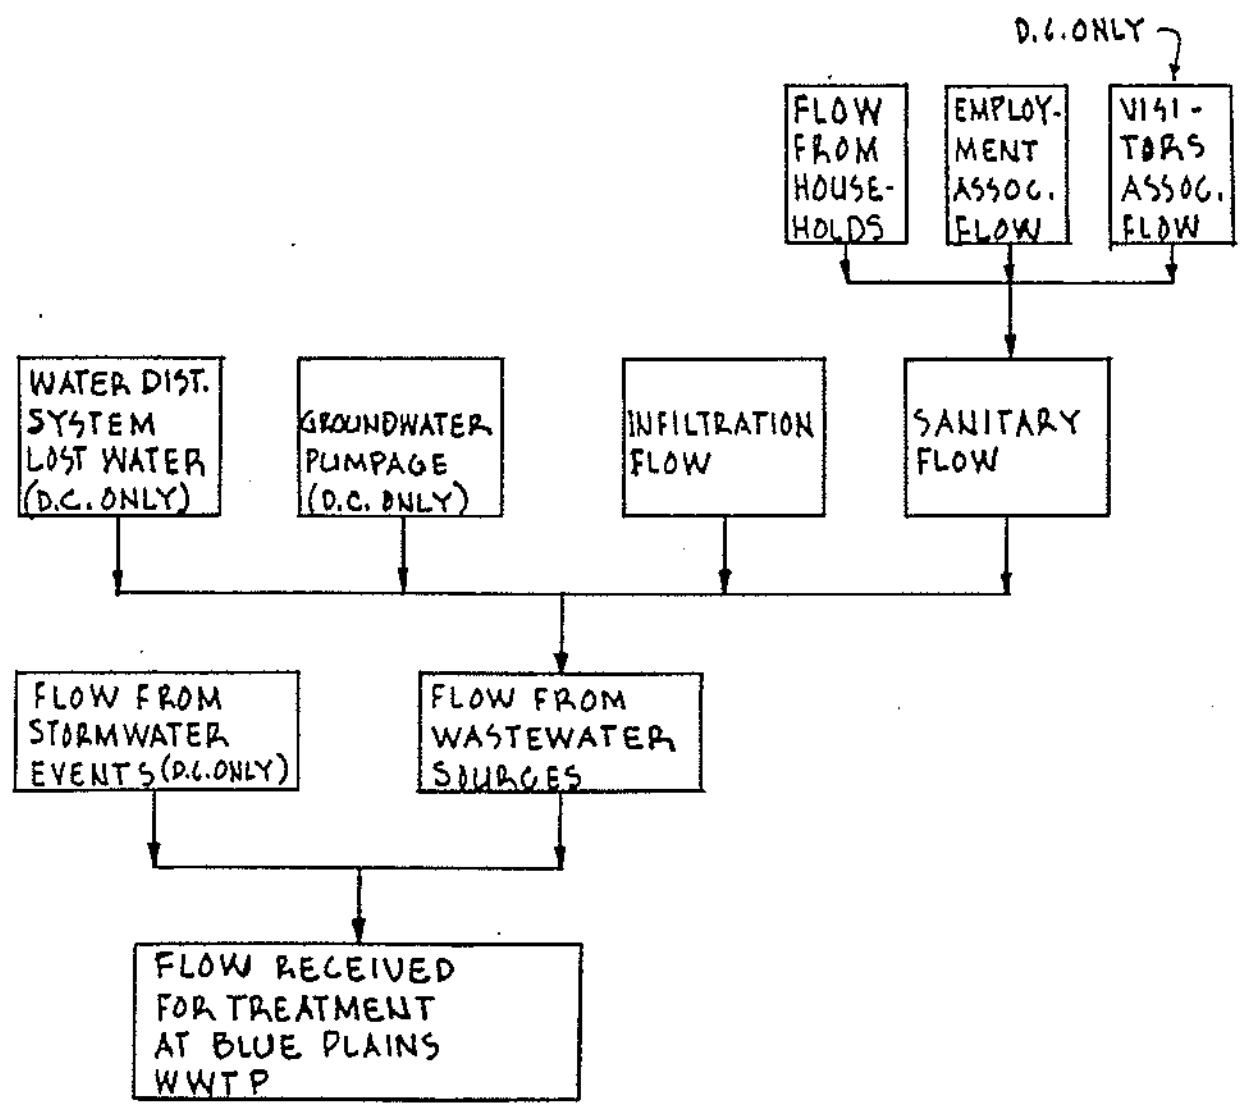 D.C. ONLY
FLOW
FROM
HOUSE-
HOLDS
EMPLOY-
MENT
ASSOC.
FLOW
VISI-
TORS
ASSOC.
FLOW
WATER DIST.
SYSTEM
LOST WATER
(D.C. ONLY)
GROUNDWATER
PUMPAGE
(D.C. ONLY)
INFILTRATION
FLOW
SANITARY
FLOW
FLOW FROM
STORMWATER
EVENTS (D.C. ONLY)
FLOW FROM
WASTEWATER
SOURCES
FLOW RECEIVED
FOR TREATMENT
AT BLUE PLAINS
WWTP